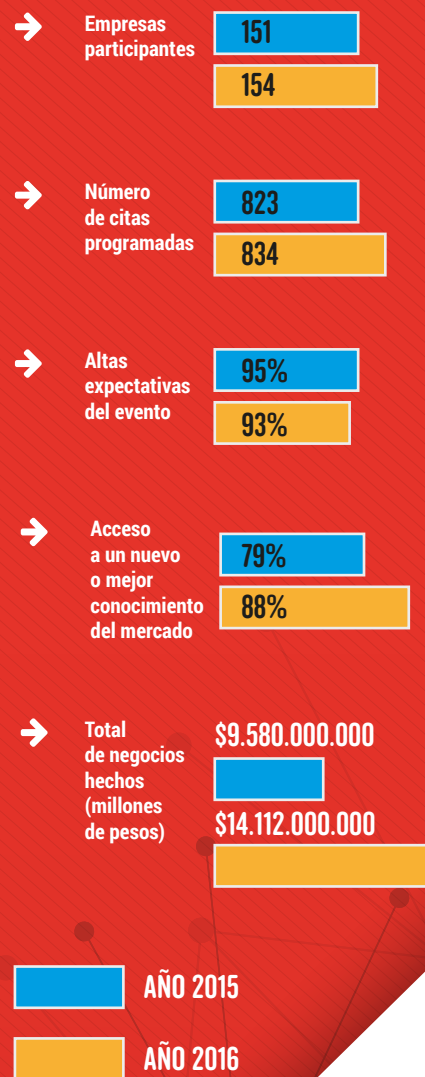 Empresas
participantes
151
154
Número
de citas
programadas
823
834
Altas
expectativas
del evento
95%
93%
Acceso
a un nuevo
o mejor
conocimiento
del mercado
79%
88%
Total
de negocios
hechos
(millones
de pesos)
$9.580.000.000
$14.112.000.000
AÑO 2015
AÑO 2016